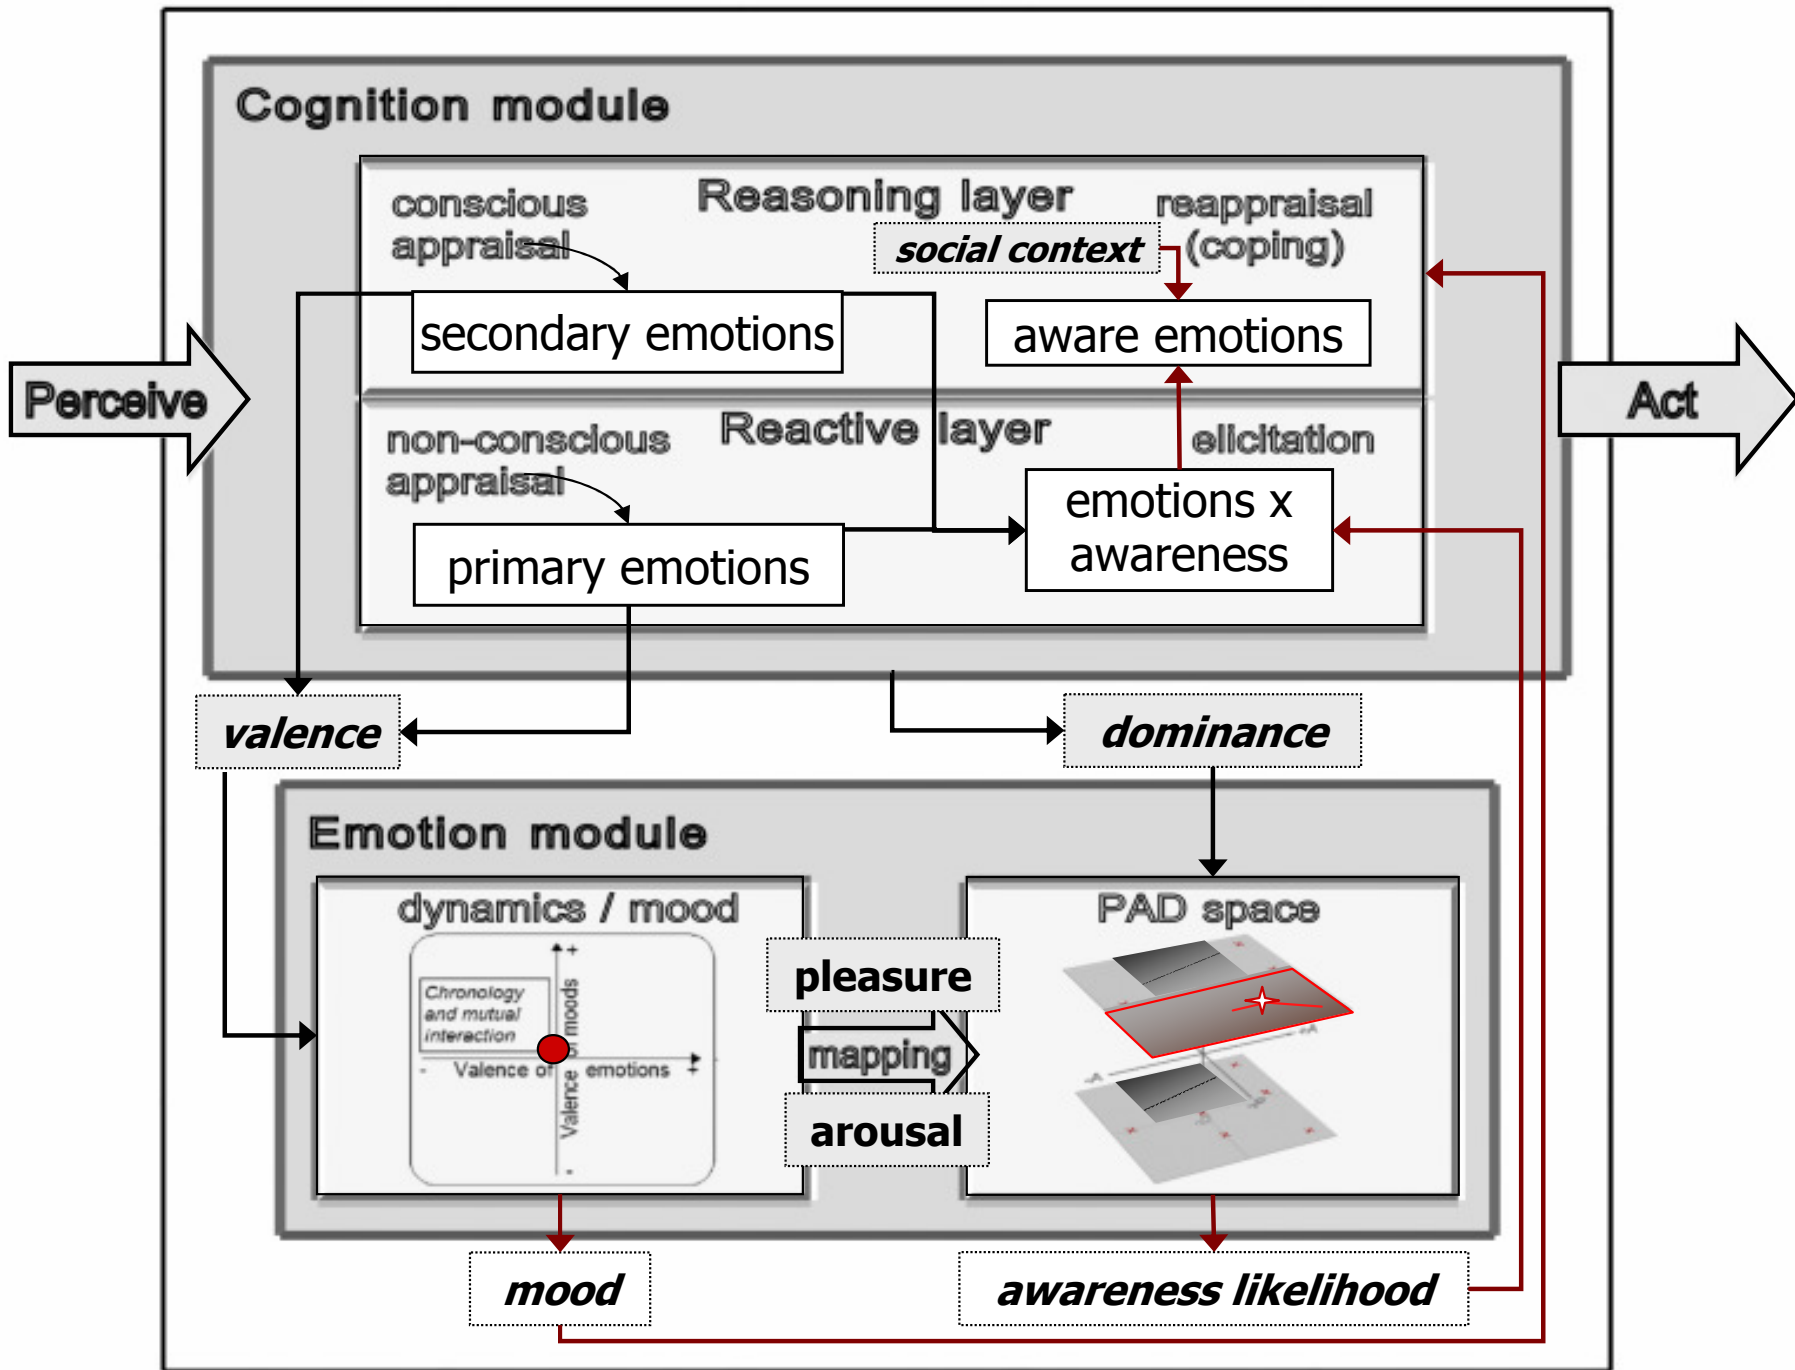 Cognition module
conscious
appraisal
Reasoning layer
reappraisal
(coping)
social context
secondary emotions
aware emotions
Perceive
Act
non-conscious
appraisal
Reactive layer
elicitation
emotions x
awareness
primary emotions
valence
dominance
Emotion module
dynamics / mood
PAD space
+
Chronology
and mutual
interaction
Valence of moods
- Valence of emotions +
-
pleasure
mapping
arousal
mood
awareness likelihood